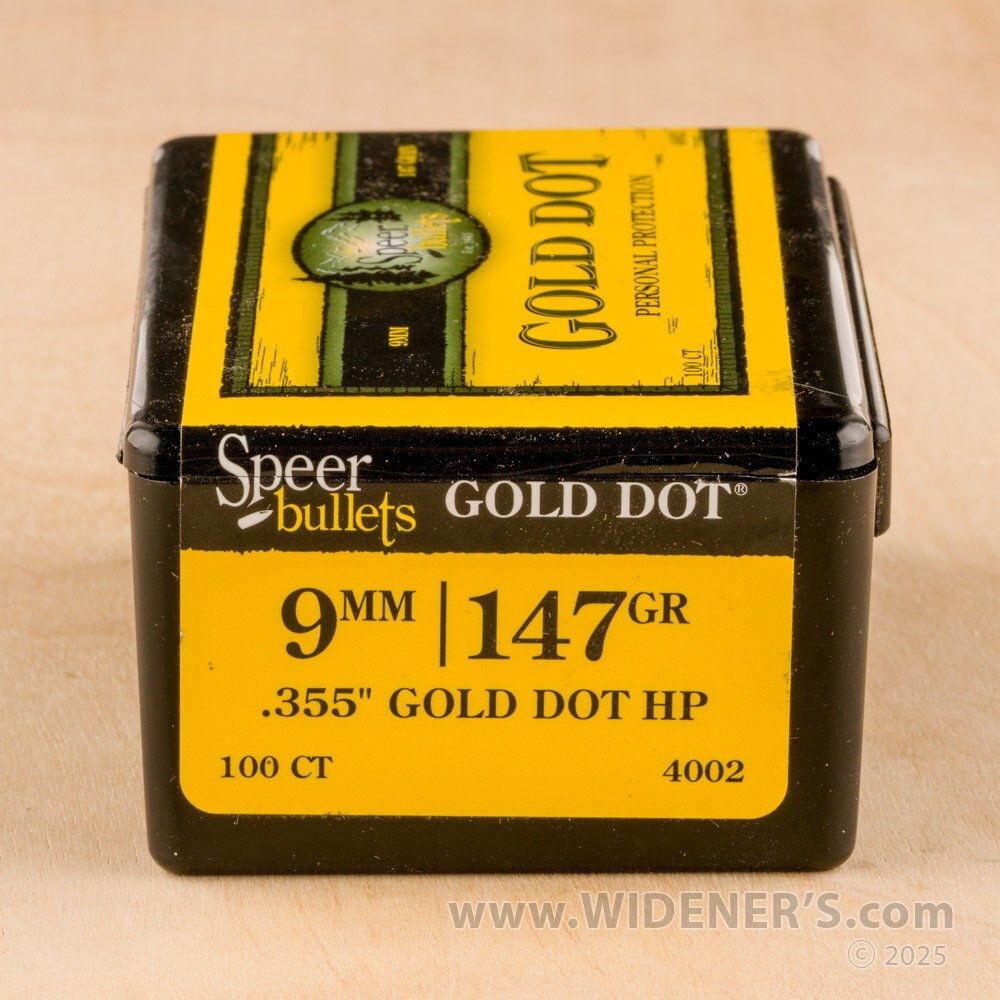 GOLD DOT
PERSONAL PROTECTION
100 CT
9MM
Speer
bullets
Speer
bullets
GOLD DOT®
9MM | 147GR
.355" GOLD DOT HP
100 CT
4002
www.WIDENER'S.com
© 2025